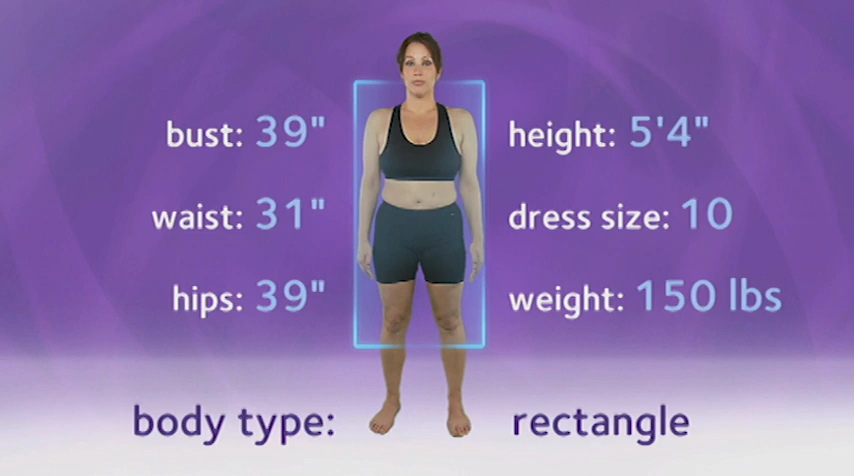 bust: 39"
height: 5'4"
waist: 31"
dress size: 10
hips: 39"
weight: 150 lbs
body type: rectangle